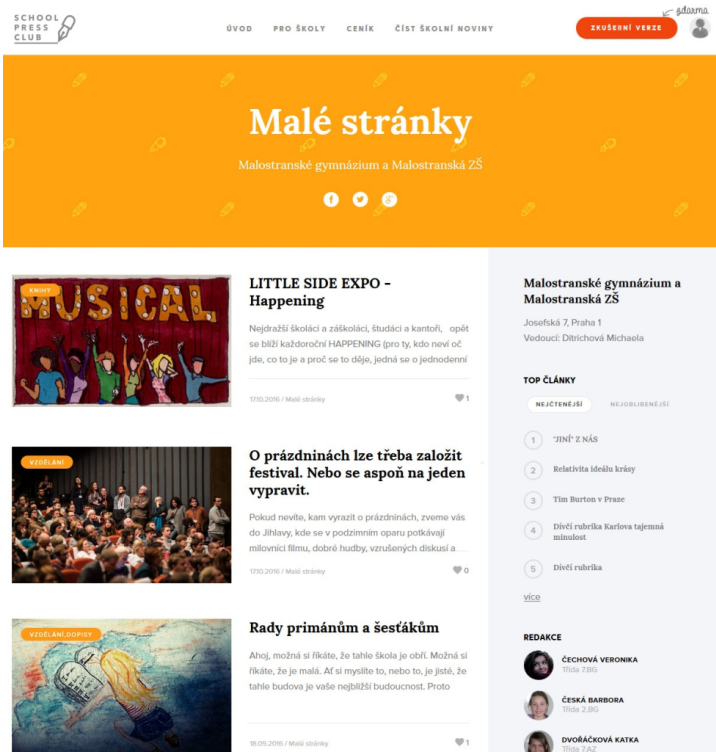 SCHOOL
PRESS
CLUB
ÚVOD
PRO ŠKOLY
CENÍK
ČÍST ŠKOLNÍ NOVINY
zdarma
ZKUŠEBNÍ VERZE
Malé stránky
Malostranské gymnázium a Malostranská ZŠ
KNIHY
MUSICAL
LITTLE SIDE EXPO -
Happening
Nejdražší školáci a záškoláci, študáci a kantoři, opět
se blíží každoroční HAPPENING (pro ty, kdo neví oč
jde, co to je a proč se to děje, jedná se o jednodenní
17.10.2016 / Malé stránky
1
VZDĚLÁNÍ
O prázdninách lze třeba založit
festival. Nebo se aspoň na jeden
vypravit.
Pokud nevíte, kam vyrazit o prázdninách, zveme vás
do Jihlavy, kde se v podzimním oparu potkávají
milovníci filmu, dobré hudby, vzrušených diskusí a
17.10.2016 / Malé stránky
0
VZDĚLÁNÍ,DOPISY
Rady primánům a šesťákům
Ahoj, možná si říkáte, že tahle škola je obří. Možná si
říkáte, že je malá. Ať si myslíte to, nebo to, je jisté, že
tahle budova je vaše nejbližší budoucnost. Proto
18.09.2016 / Malé stránky
1
Malostranské gymnázium a
Malostranská ZŠ
Josefská 7, Praha 1
Vedoucí: Ditrichová Michaela
TOP ČLÁNKY
NEJČTENĚJŠÍ
NEJOBLÍBENĚJŠÍ
1 "JINÍ" Z NÁS
2 Relativita ideálu krásy
3 Tim Burton v Praze
4 Dívčí rubrika Karlova tajemná
minulost
5 Dívčí rubrika
více
REDAKCE
ČECHOVÁ VERONIKA
Třída 7.BG
ČESKÁ BARBORA
Třída 2.BG
DVOŘÁČKOVÁ KATKA
Třída 7.AZ